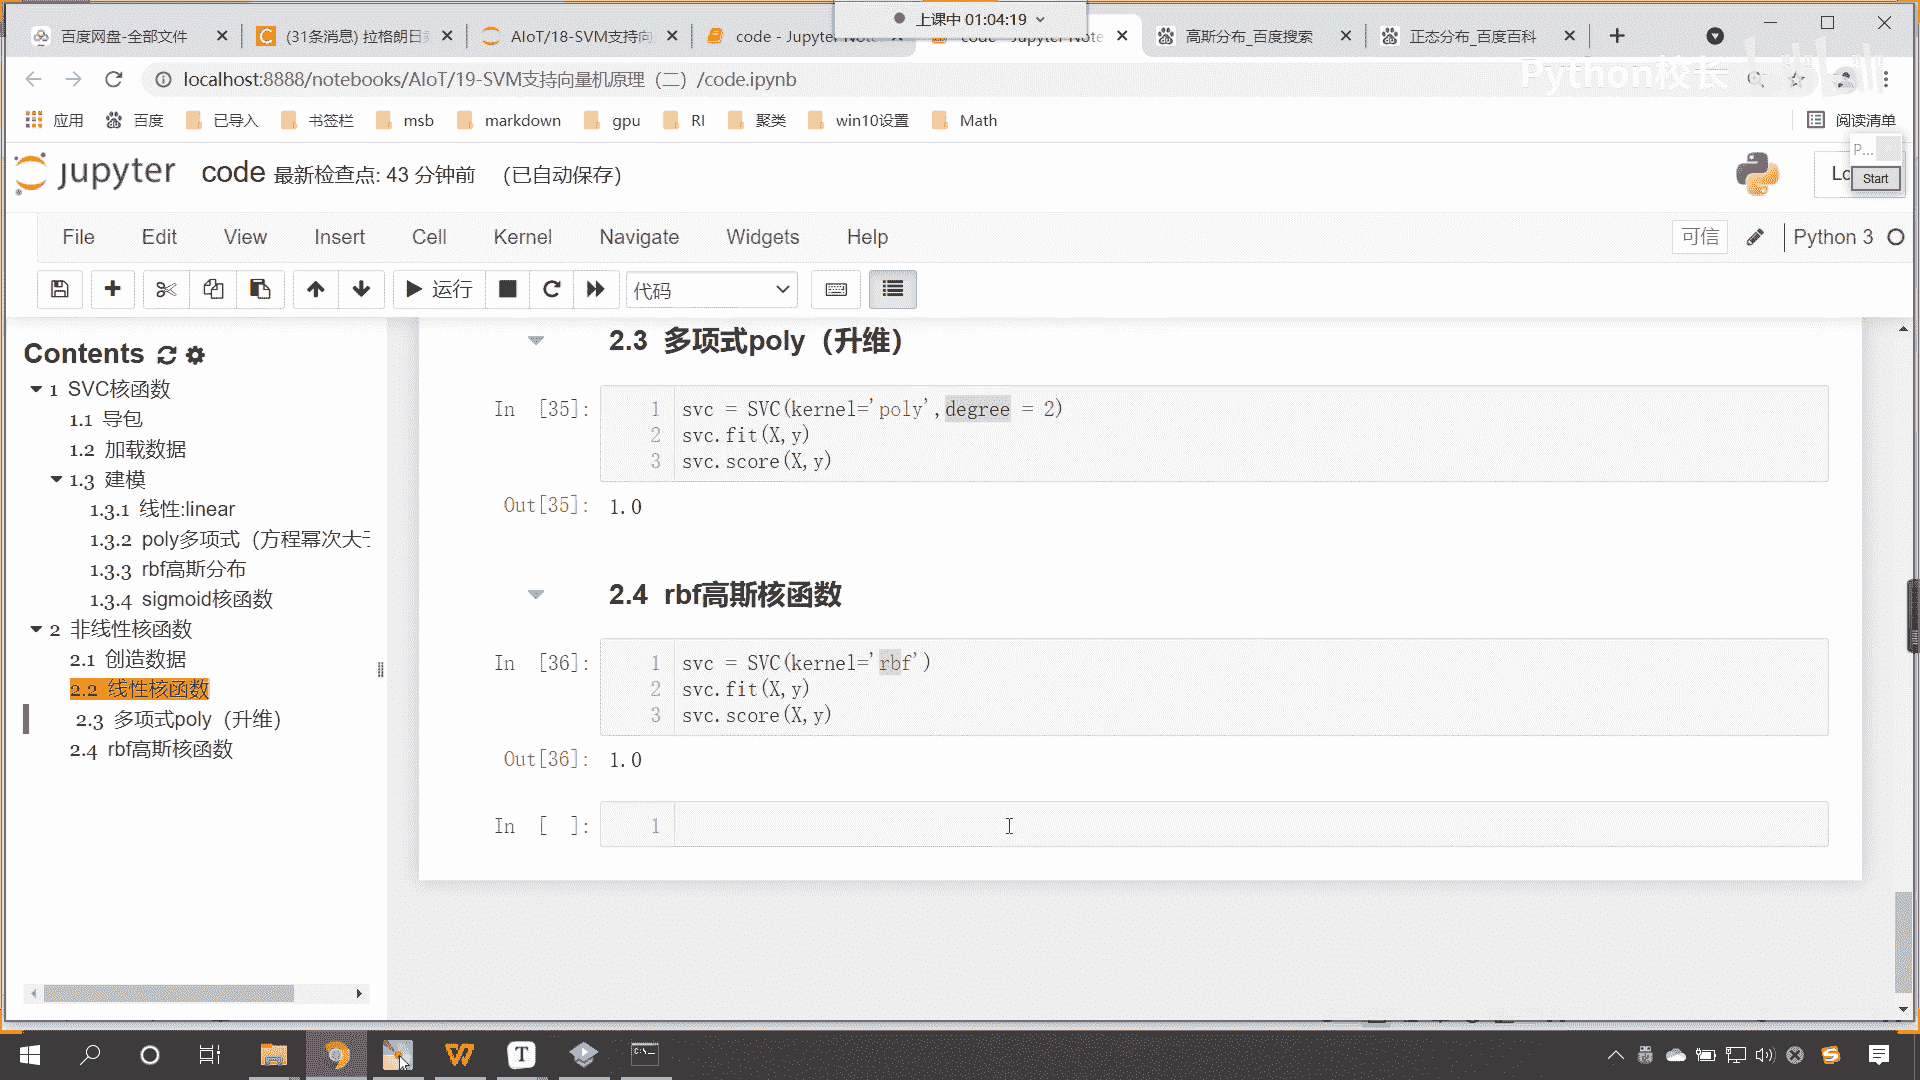 上课中 01:04:19
百度网盘-全部文件
(31条消息) 拉格朗日
AIoT/18-SVM支持向
code - Jupyter Note
code - Jupyter Note
高斯分布_百度搜索
正态分布_百度百科
localhost:8888/notebooks/AIoT/19-SVM支持向量机原理（二）/code.ipynb
Python校长
应用
百度
已导入
书签栏
msb
markdown
gpu
RI
聚类
win10设置
Math
阅读清单
P...
Start
jupyter
code 最新检查点: 43 分钟前 (已自动保存)
File Edit View Insert Cell Kernel Navigate Widgets Help
可信
Python 3
运行
代码
Contents
1 SVC核函数
1.1 导包
1.2 加载数据
1.3 建模
1.3.1 线性:linear
1.3.2 poly多项式（方程幂次大于
1.3.3 rbf高斯分布
1.3.4 sigmoid核函数
2 非线性核函数
2.1 创造数据
2.2 线性核函数
2.3 多项式poly（升维）
2.4 rbf高斯核函数
2.3 多项式poly（升维）
In [35]:
1 svc = SVC(kernel='poly',degree = 2)
2 svc.fit(X,y)
3 svc.score(X,y)
Out[35]: 1.0
2.4 rbf高斯核函数
In [36]:
1 svc = SVC(kernel='rbf')
2 svc.fit(X,y)
3 svc.score(X,y)
Out[36]: 1.0
In [ ]: 1